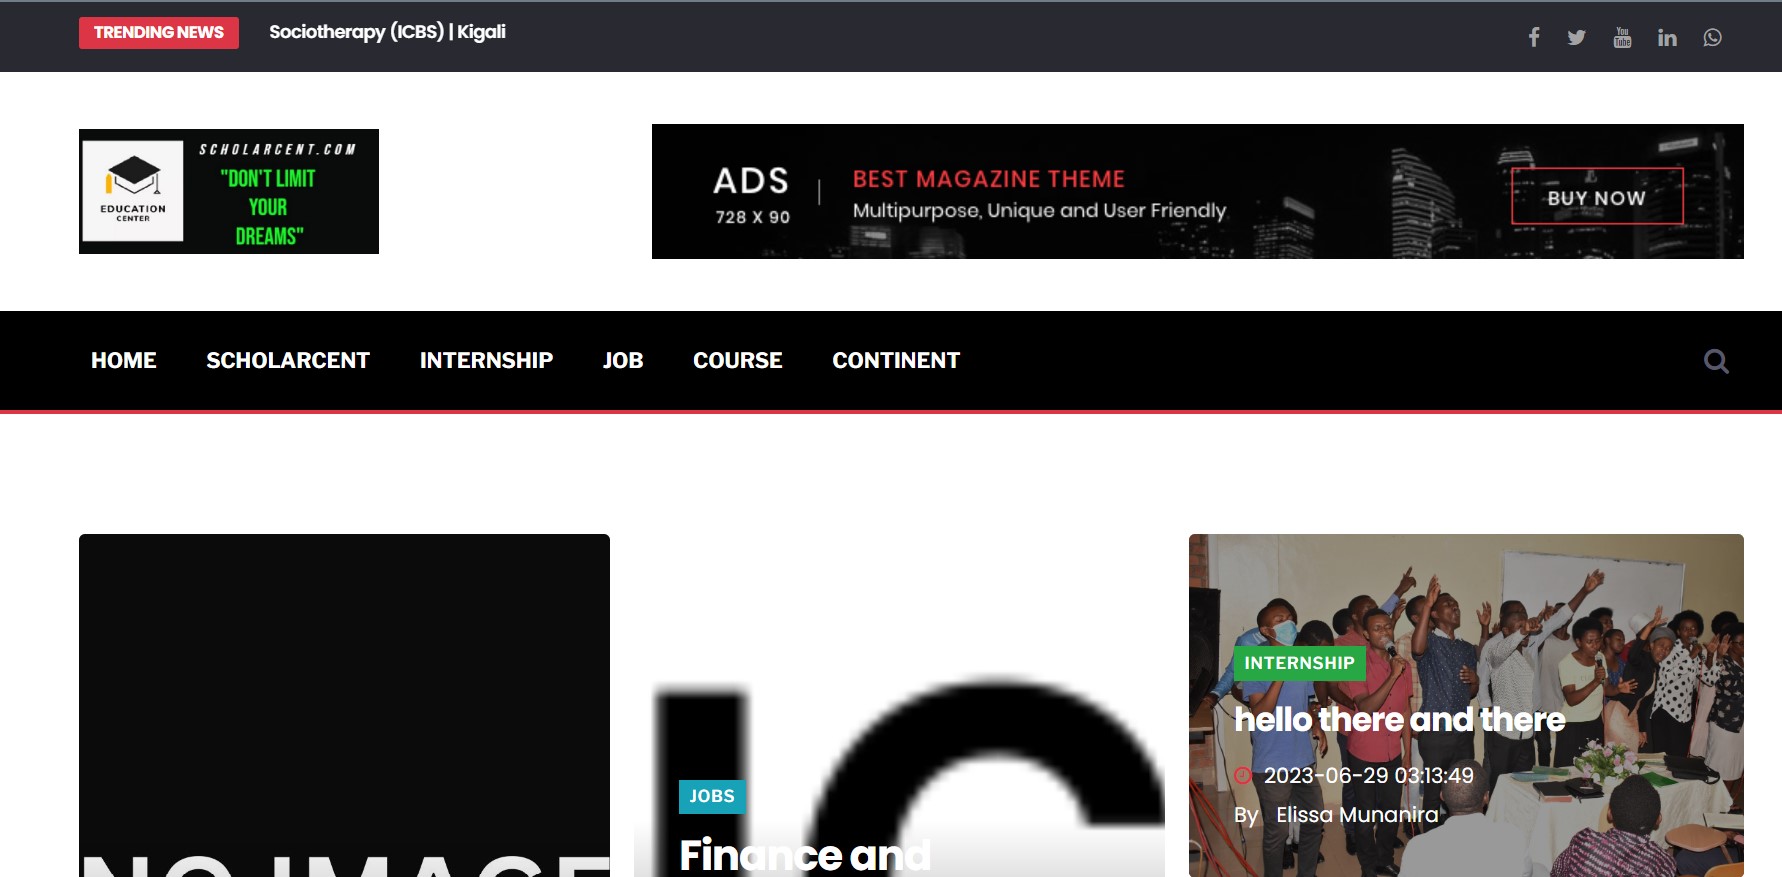 TRENDING NEWS
Sociotherapy (ICBS) | Kigali
SCHOLARCENT.COM
"DON'T LIMIT
YOUR
DREAMS"
EDUCATION
CENTER
ADS
728 X 90
BEST MAGAZINE THEME
Multipurpose, Unique and User Friendly
BUY NOW
HOME SCHOLARCENT INTERNSHIP JOB COURSE CONTINENT
NO IMAGE
JOBS
Finance and
INTERNSHIP
hello there and there
2023-06-29 03:13:49
By Elissa Munanira